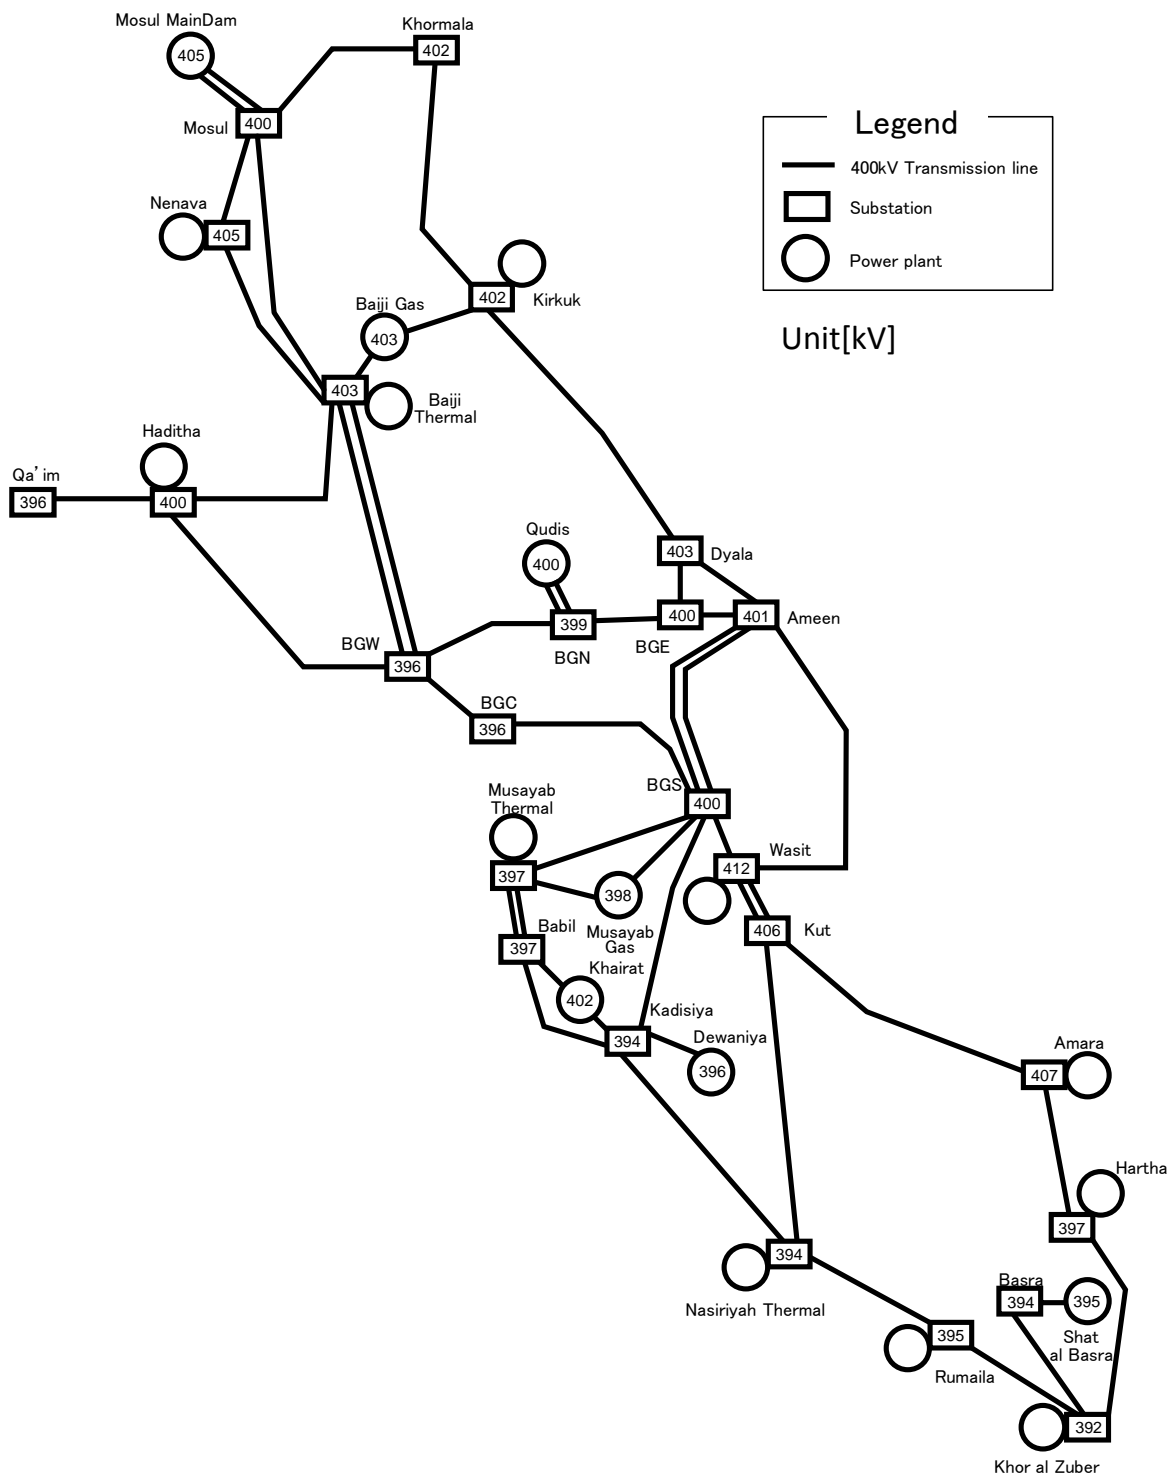 Mosul MainDam
405
Khormala
402
Mosul
400
Legend
400kV Transmission line
Substation
Power plant
Unit[kV]
Nenava
405
402
Kirkuk
Baiji Gas
403
403
Baiji
Thermal
Haditha
400
Qa'im
396
Qudis
400
403
Dyala
399
BGN
400
BGE
401
Ameen
BGW
396
BGC
396
BGS
400
Musayab
Thermal
397
Wasit
412
398
Musayab
Gas
406
Kut
Babil
397
Khairat
402
Kadisiya
394
Dewaniya
396
Amara
407
Hartha
397
394
Nasiriyah Thermal
Basra
394
395
Shat
al Basra
395
Rumaila
392
Khor al Zuber